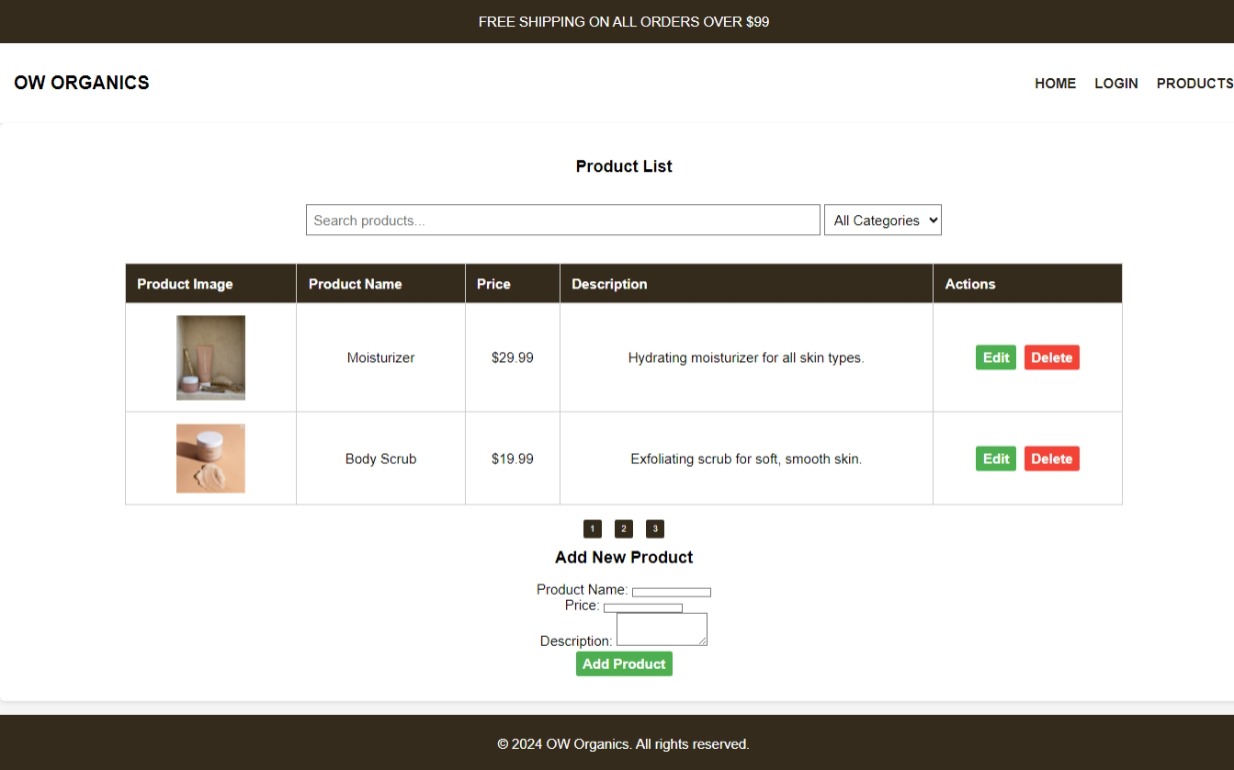 FREE SHIPPING ON ALL ORDERS OVER $99
OW ORGANICS
HOME LOGIN PRODUCTS
Product List
Search products... All Categories
Product Image Product Name Price Description Actions
Moisturizer $29.99 Hydrating moisturizer for all skin types. Edit Delete
Body Scrub $19.99 Exfoliating scrub for soft, smooth skin. Edit Delete
1 2 3
Add New Product
Product Name:
Price:
Description:
Add Product
© 2024 OW Organics. All rights reserved.